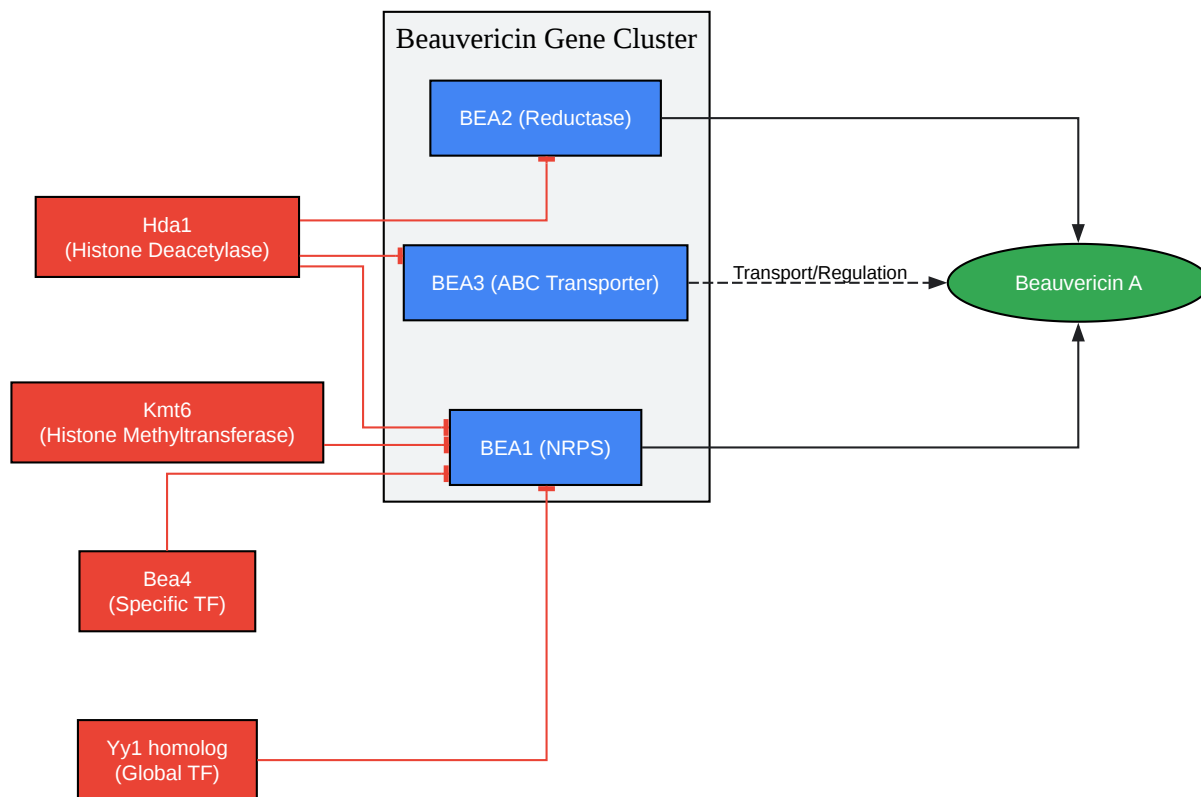 Beauvericin Gene Cluster
BEA2 (Reductase)
Hda1
(Histone Deacetylase)
BEA3 (ABC Transporter)
Transport/Regulation
Beauvericin A
Kmt6
(Histone Methyltransferase)
BEA1 (NRPS)
Bea4
(Specific TF)
Yy1 homolog
(Global TF)